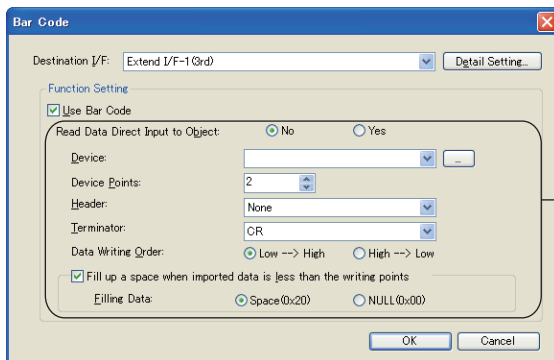 Bar Code
Destination I/F: Extend I/F-1(3rd) Detail Setting...
Function Setting
Use Bar Code
Read Data Direct Input to Object: No Yes
Device: ...
Device Points: 2
Header: None
Terminator: CR
Data Writing Order: Low --> High High --> Low
Fill up a space when imported data is less than the writing points
Filling Data: Space(0x20) NULL(0x00)
OK Cancel